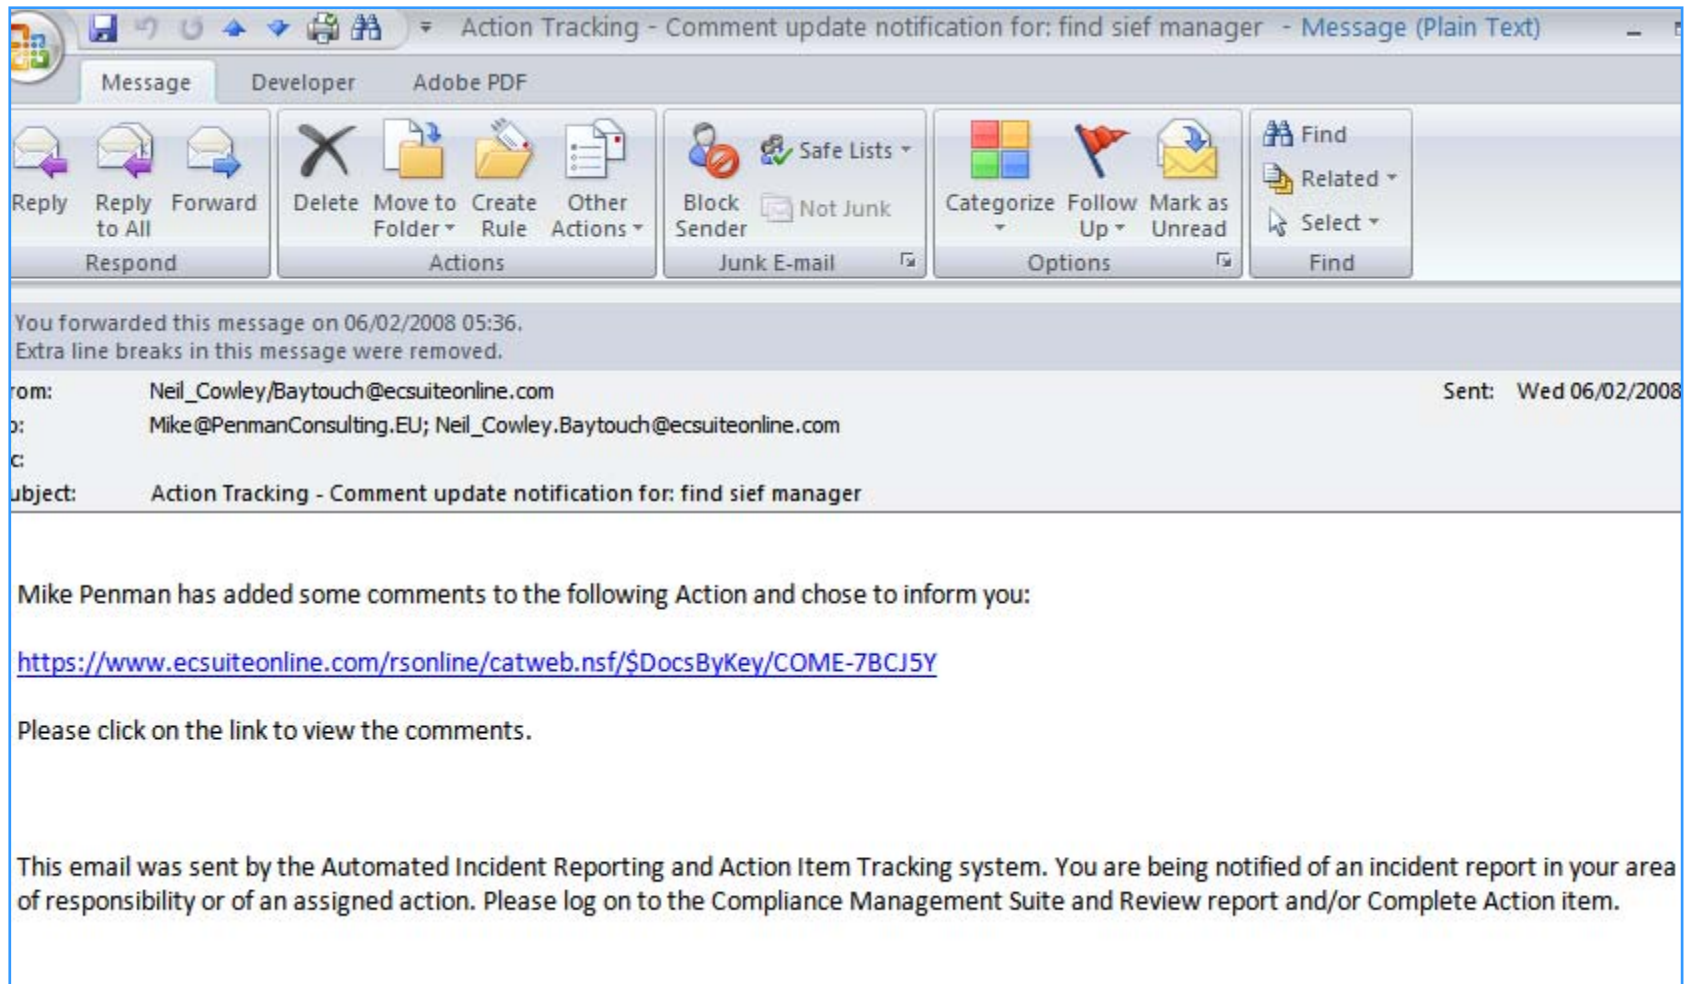 Action Tracking - Comment update notification for: find sief manager - Message (Plain Text)
Message Developer Adobe PDF
Reply Reply to All Forward
Respond
Delete Move to Folder Create Rule Other Actions
Actions
Block Sender Safe Lists Not Junk
Junk E-mail
Categorize Follow Up Mark as Unread
Options
Find
Related
Select
Find
You forwarded this message on 06/02/2008 05:36.
Extra line breaks in this message were removed.
rom: Neil_Cowley/Baytouch@ecsuiteonline.com Sent: Wed 06/02/2008
o: Mike@PenmanConsulting.EU; Neil_Cowley.Baytouch@ecsuiteonline.com
c:
ubject: Action Tracking - Comment update notification for: find sief manager
Mike Penman has added some comments to the following Action and chose to inform you:
https://www.ecsuiteonline.com/rsonline/catweb.nsf/$DocsByKey/COME-7BCJ5Y
Please click on the link to view the comments.
This email was sent by the Automated Incident Reporting and Action Item Tracking system. You are being notified of an incident report in your area
of responsibility or of an assigned action. Please log on to the Compliance Management Suite and Review report and/or Complete Action item.